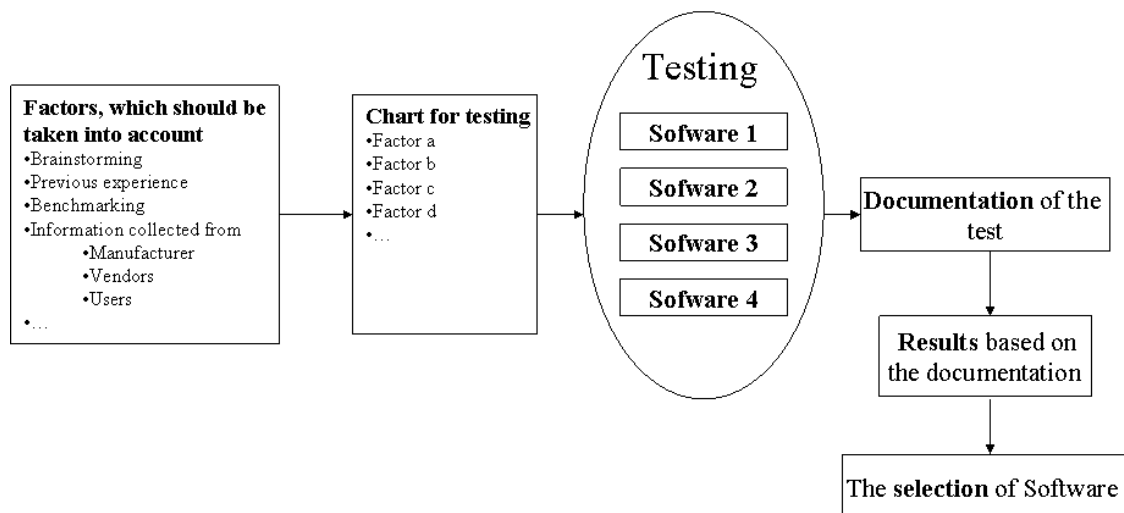 Factors, which should be
taken into account
•Brainstorming
•Previous experience
•Benchmarking
•Information collected from
•Manufacturer
•Vendors
•Users
•…
Chart for testing
•Factor a
•Factor b
•Factor c
•Factor d
•…
Testing
Sofware 1
Sofware 2
Sofware 3
Sofware 4
Documentation of the
test
Results based on
the documentation
The selection of Software